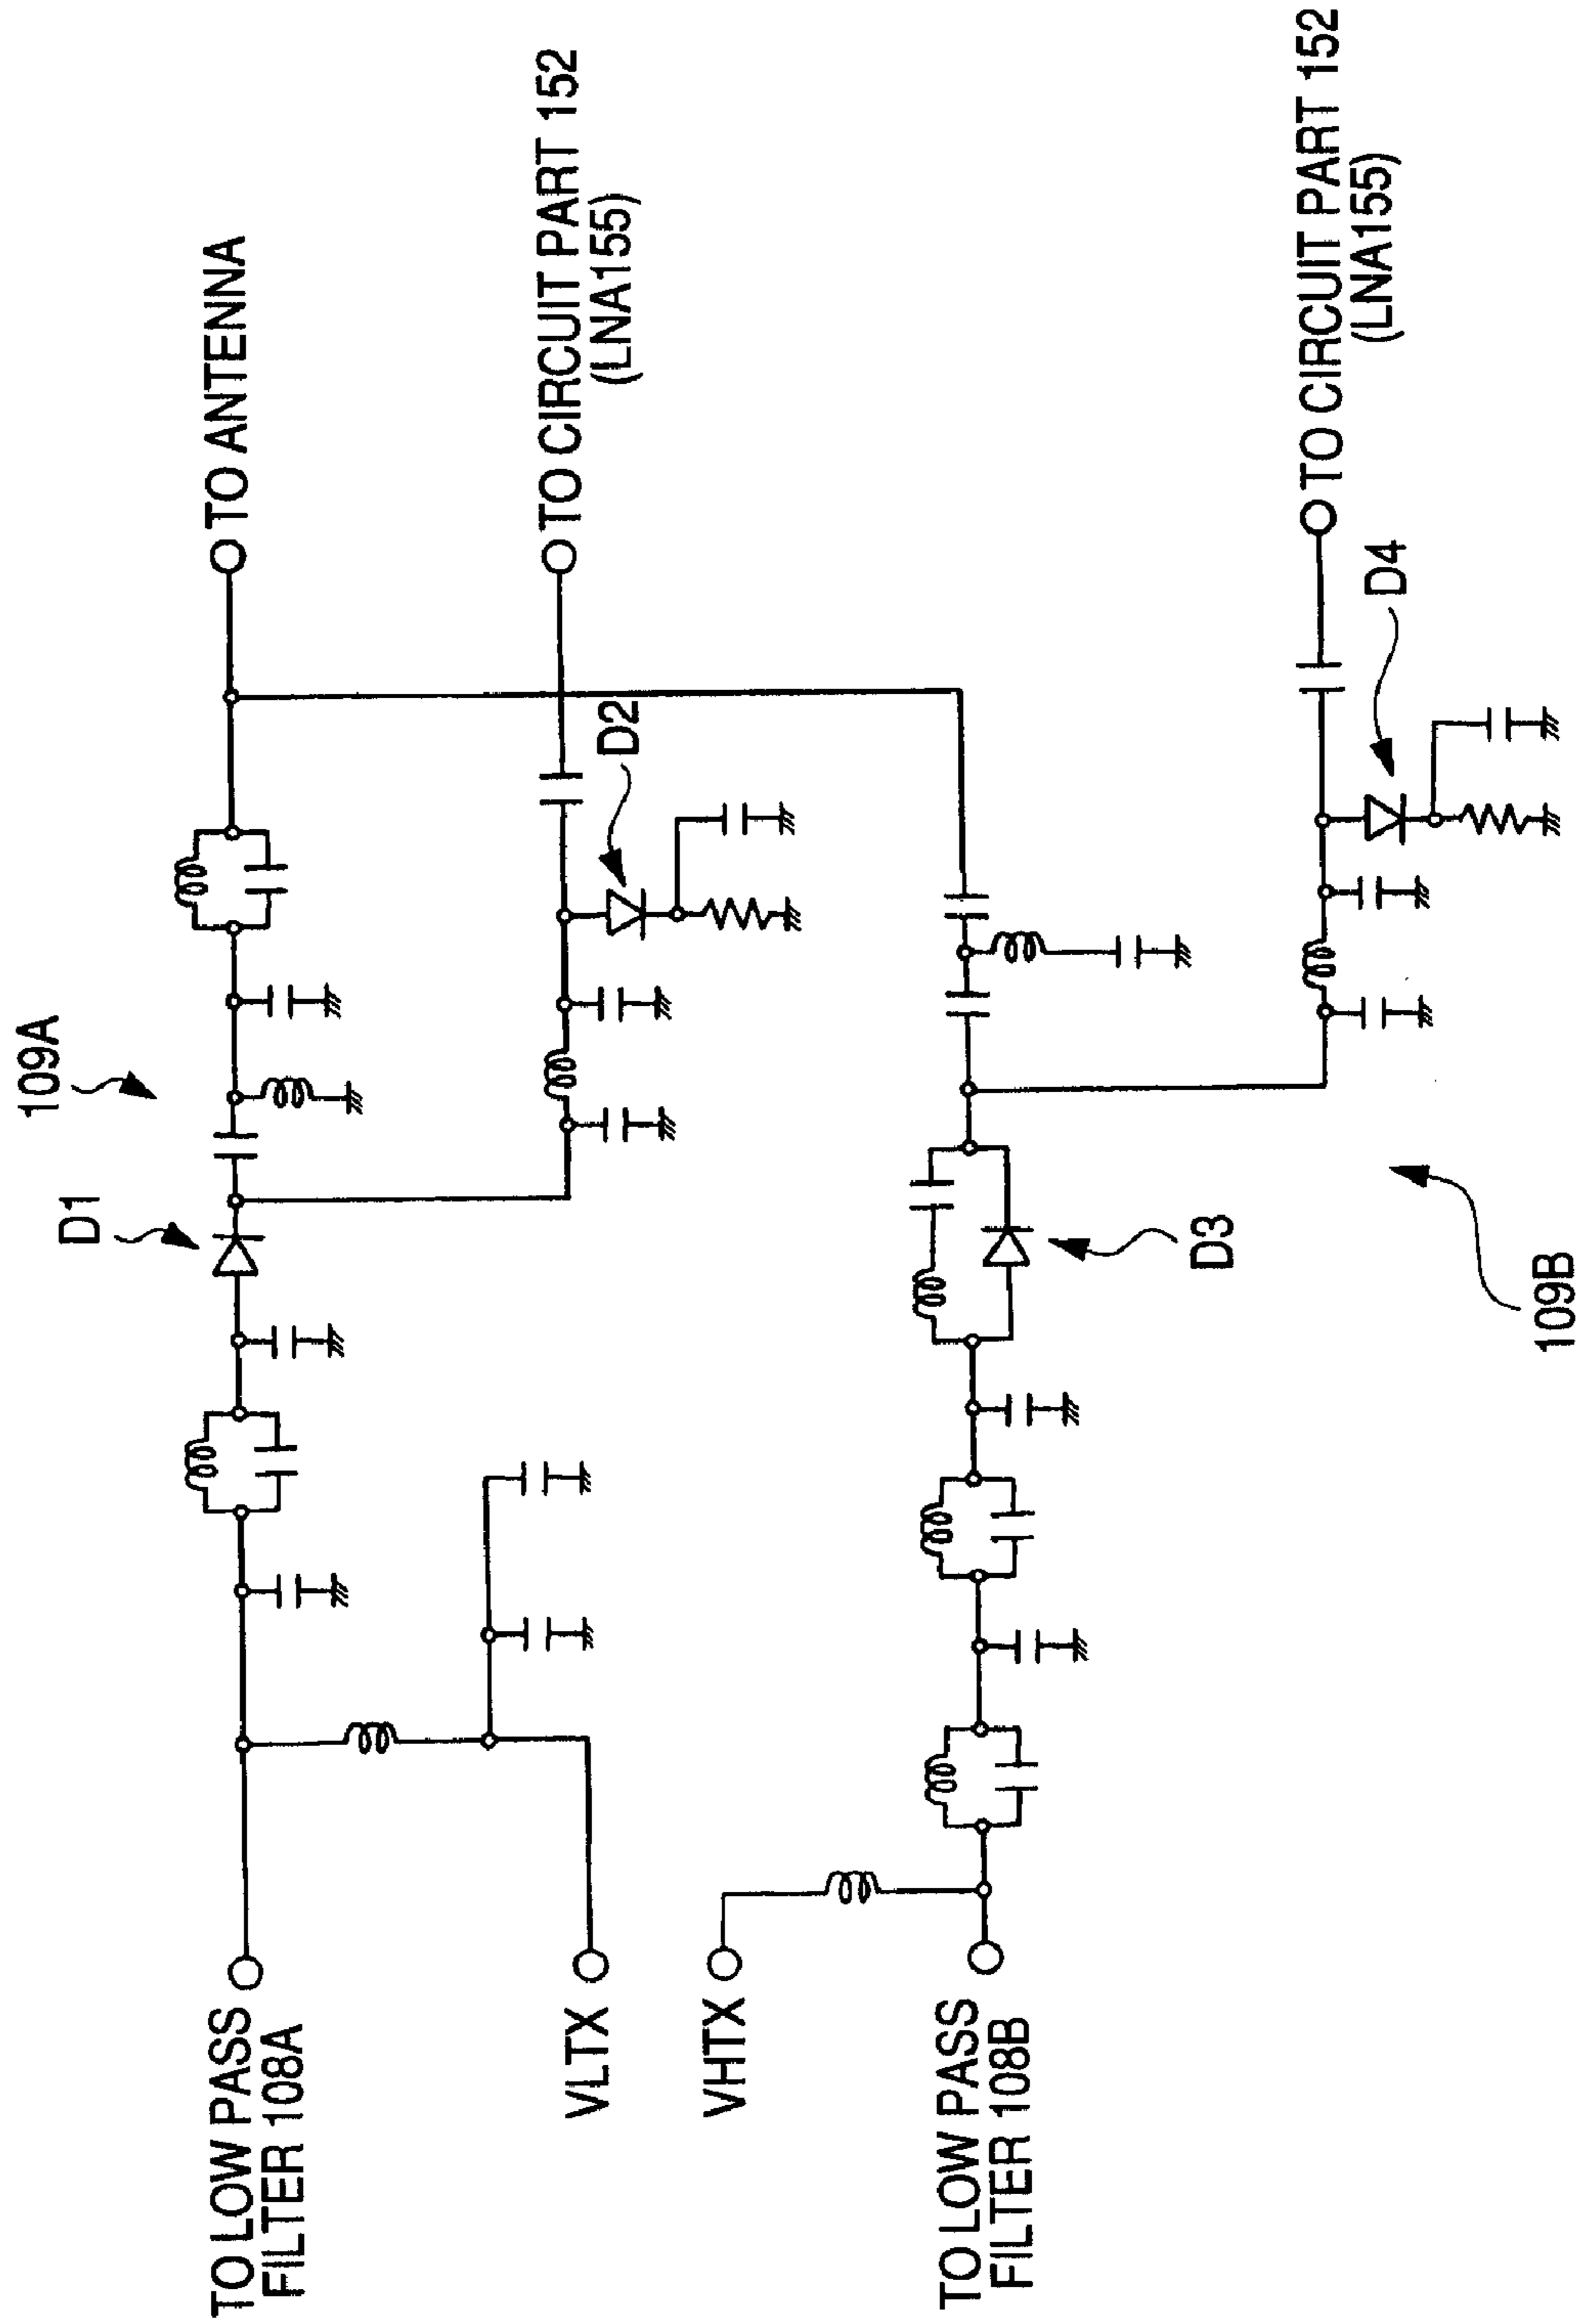 109A
D1
TO ANTENNA
TO CIRCUIT PART 152
(LNA155)
D2
TO LOW PASS
FILTER 108A
VLTX
VHTX
TO LOW PASS
FILTER 108B
D3
109B
D4
TO CIRCUIT PART 152
(LNA155)